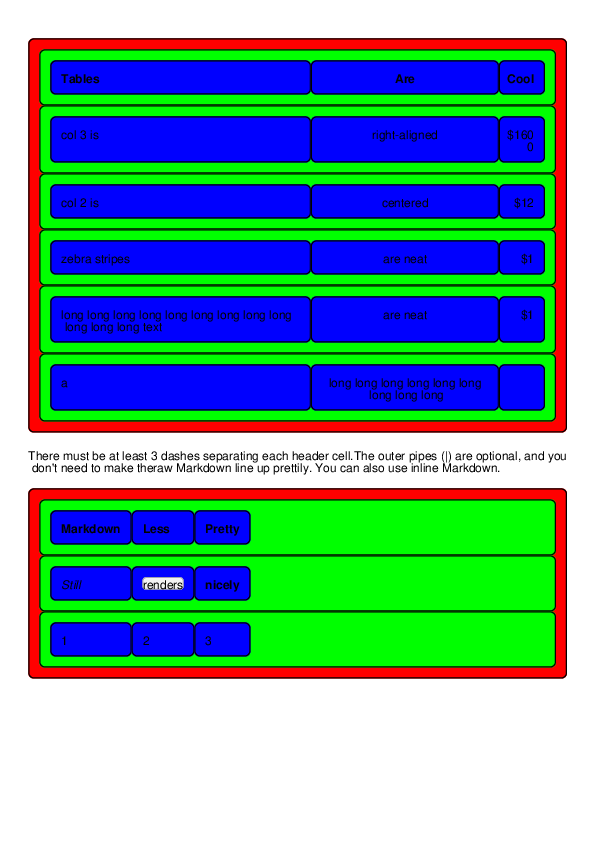 Tables Are Cool
col 3 is right-aligned $160
0
col 2 is centered $12
zebra stripes are neat $1
long long long long long long long long long are neat $1
long long long text
a long long long long long long
long long long
There must be at least 3 dashes separating each header cell.The outer pipes (|) are optional, and you
don't need to make theraw Markdown line up prettily. You can also use inline Markdown.
Markdown Less Pretty
Still renders nicely
1 2 3